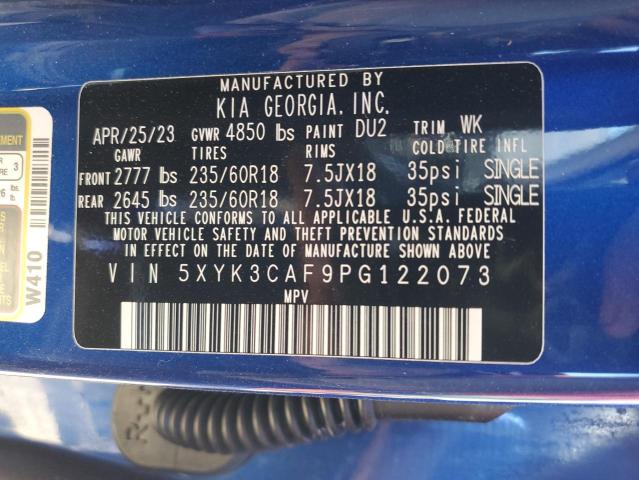 MANUFACTURED BY
KIA GEORGIA, INC.
APR/25/23 GVWR 4850 lbs PAINT DU2 TRIM WK
GAWR TIRES RIMS COLD TIRE INFL
FRONT 2777 lbs 235/60R18 7.5JX18 35psi SINGLE
REAR 2645 lbs 235/60R18 7.5JX18 35psi SINGLE
THIS VEHICLE CONFORMS TO ALL APPLICABLE U.S.A. FEDERAL
MOTOR VEHICLE SAFETY AND THEFT PREVENTION STANDARDS
IN EFFECT ON THE DATE OF MANUFACTURE SHOWN ABOVE.
VIN 5XYK3CAF9PG122073
MPV
W410
3
lbs.